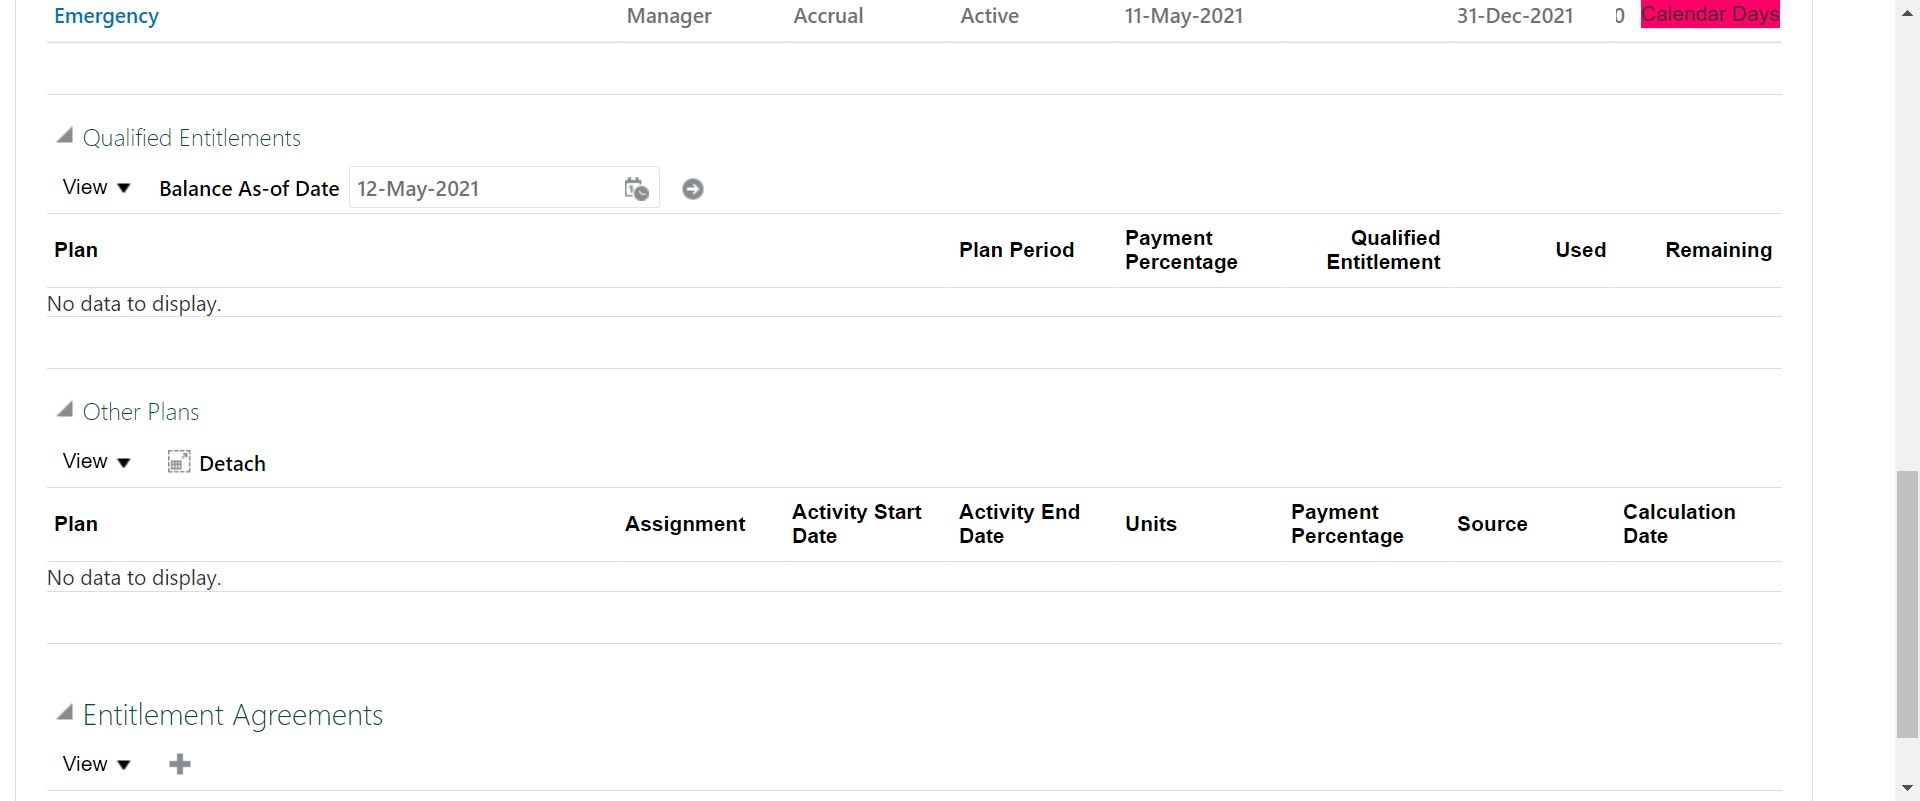 Emergency Manager Accrual Active 11-May-2021 31-Dec-2021 0 Calendar Days
Qualified Entitlements
View Balance As-of Date 12-May-2021
Plan Plan Period Payment Percentage Qualified Entitlement Used Remaining
No data to display.
Other Plans
View Detach
Plan Assignment Activity Start Date Activity End Date Units Payment Percentage Source Calculation Date
No data to display.
Entitlement Agreements
View